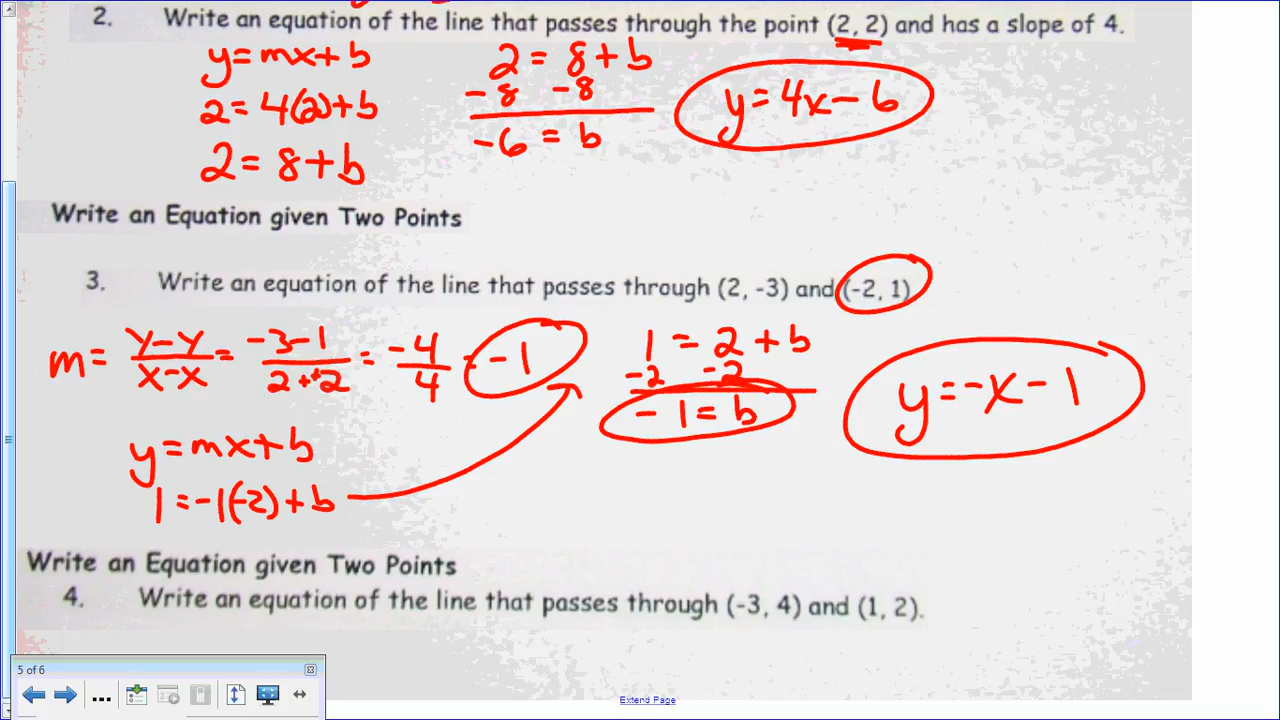 2. Write an equation of the line that passes through the point (2, 2) and has a slope of 4.
y = mx + b
2 = 4(2) + b
2 = 8 + b
2 = 8 + b
-8 -8
-6 = b
y = 4x - 6
Write an Equation given Two Points
3. Write an equation of the line that passes through (2, -3) and (-2, 1)
m = y-y/x-x = -3-1/2++2 = -4/4 = -1
y = mx + b
1 = -1(-2) + b
1 = 2 + b
-2 -2
-1 = b
y = -x - 1
Write an Equation given Two Points
4. Write an equation of the line that passes through (-3, 4) and (1, 2).
5 of 6
...
Extend Page